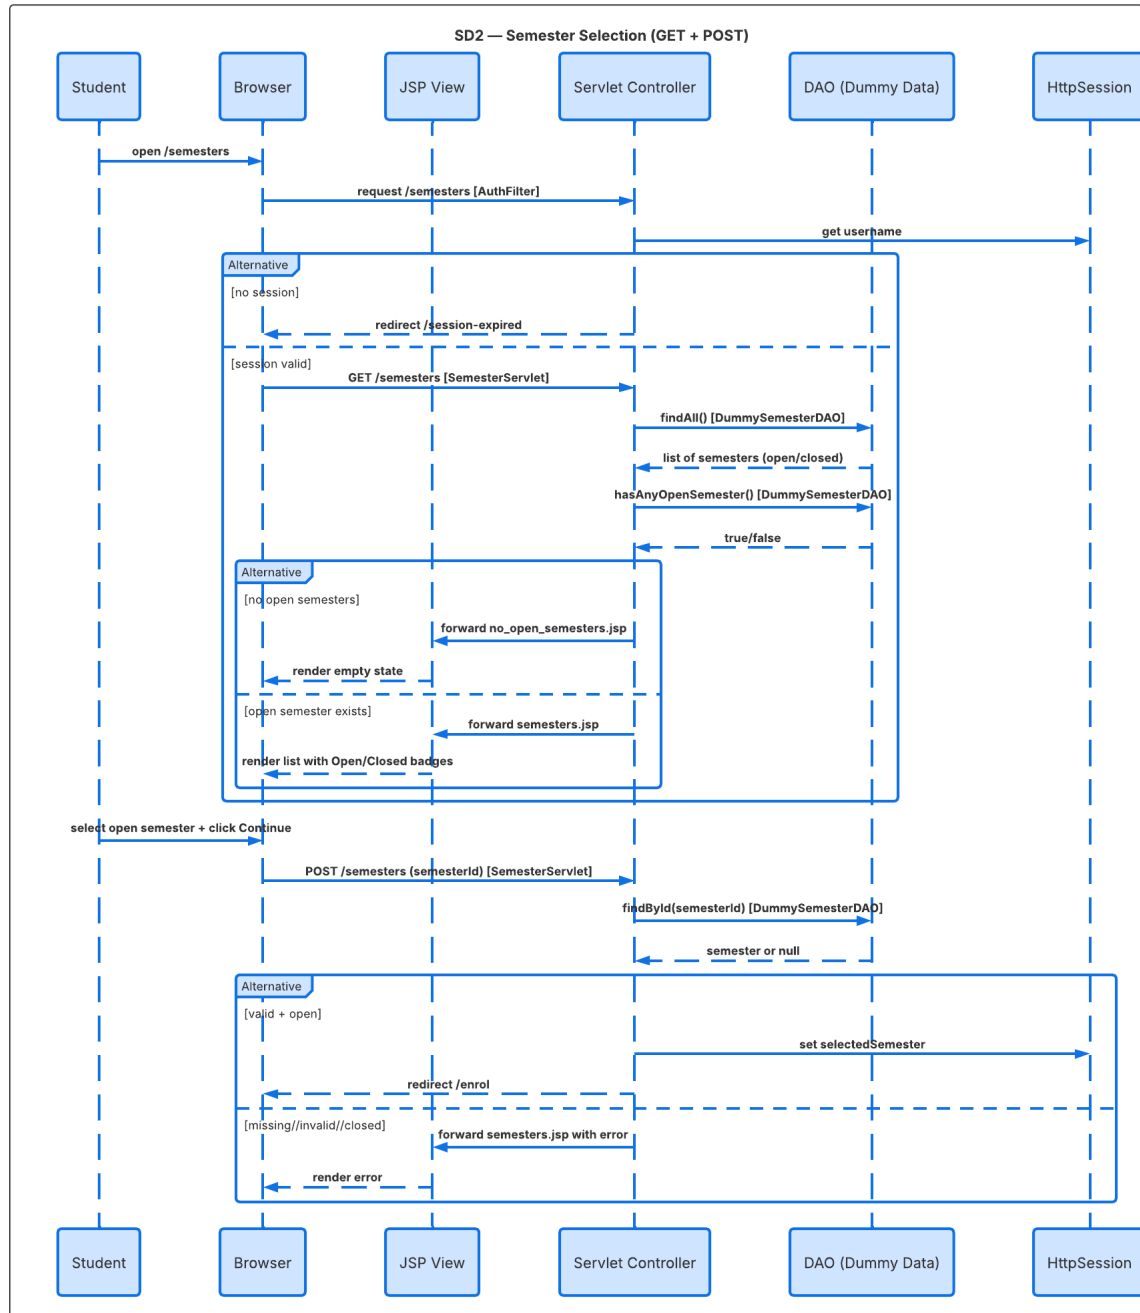 SD2 — Semester Selection (GET + POST)
Student
Browser
JSP View
Servlet Controller
DAO (Dummy Data)
HttpSession
open /semesters
request /semesters [AuthFilter]
get username
Alternative
[no session]
redirect /session-expired
[session valid]
GET /semesters [SemesterServlet]
findAll() [DummySemesterDAO]
list of semesters (open/closed)
hasAnyOpenSemester() [DummySemesterDAO]
true/false
Alternative
[no open semesters]
forward no_open_semesters.jsp
render empty state
[open semester exists]
forward semesters.jsp
render list with Open/Closed badges
select open semester + click Continue
POST /semesters (semesterId) [SemesterServlet]
findById(semesterId) [DummySemesterDAO]
semester or null
Alternative
[valid + open]
set selectedSemester
redirect /enrol
[missing//invalid//closed]
forward semesters.jsp with error
render error
Student
Browser
JSP View
Servlet Controller
DAO (Dummy Data)
HttpSession